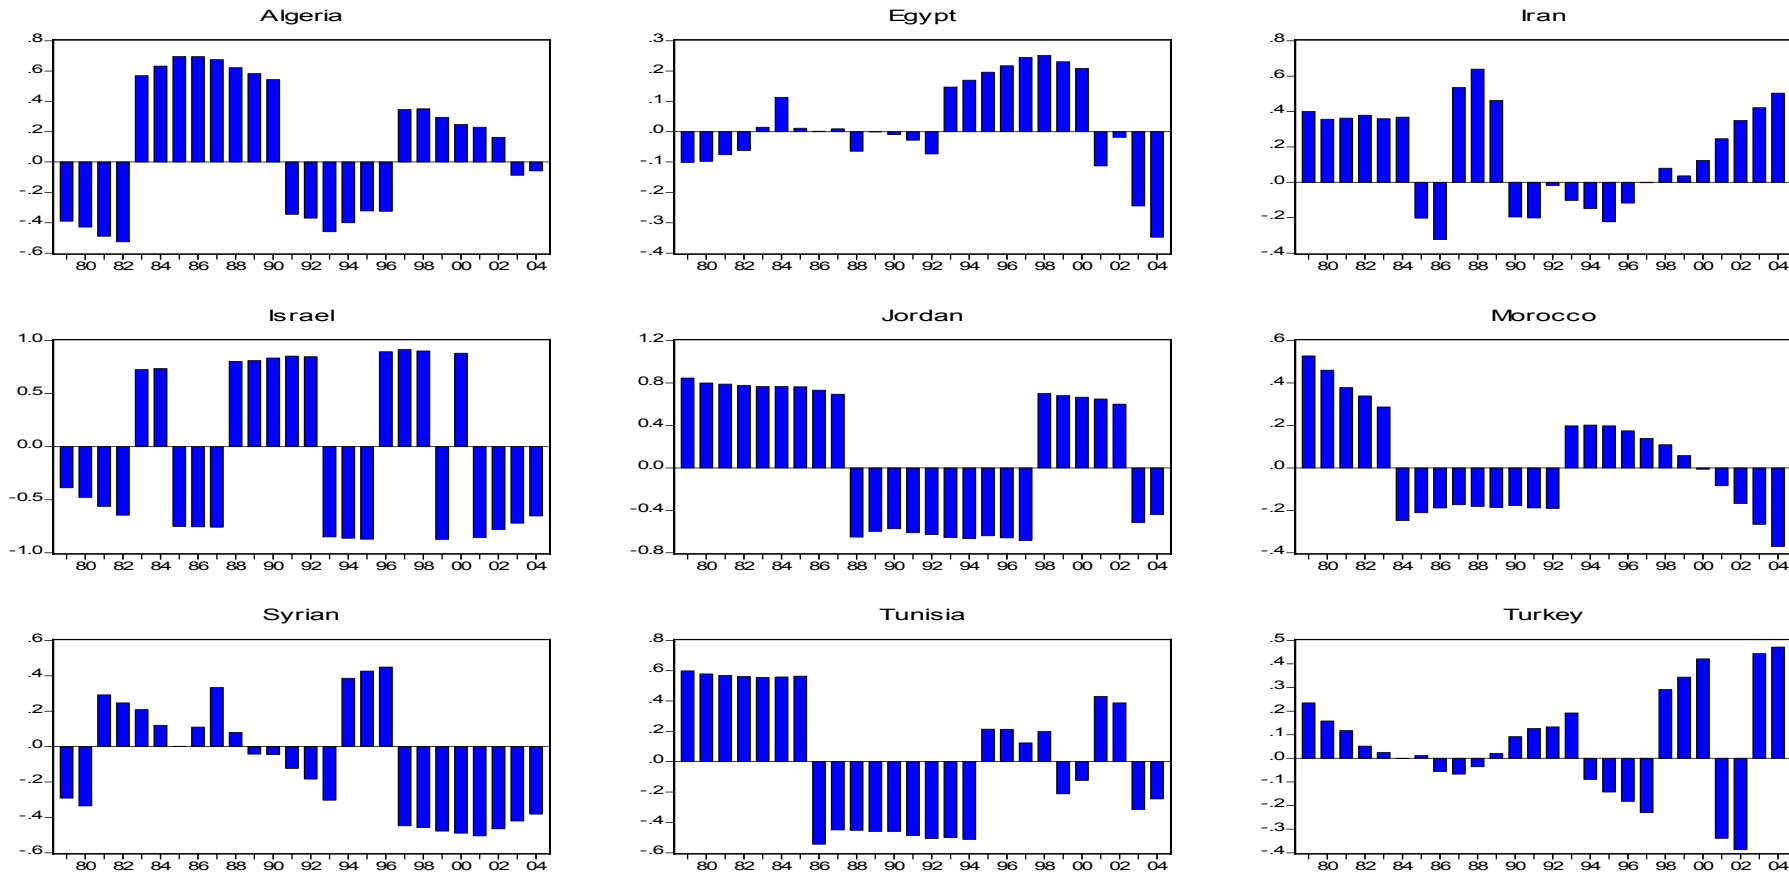 Algeria Egypt Iran
.8 .3 .8
.6 .2 .6
.4 .1 .4
.2 .0 .2
.0 -.1 .0
-.2 -.2 -.2
-.4 -.3 -.4
-.6 -.4
80 82 84 86 88 90 92 94 96 98 00 02 04 80 82 84 86 88 90 92 94 96 98 00 02 04 80 82 84 86 88 90 92 94 96 98 00 02 04
Israel Jordan Morocco
1.0 1.2 .6
0.5 0.8 .4
0.0 0.4 .2
-0.5 0.0 .0
-1.0 -0.4 -.2
-0.8 -.4
80 82 84 86 88 90 92 94 96 98 00 02 04 80 82 84 86 88 90 92 94 96 98 00 02 04 80 82 84 86 88 90 92 94 96 98 00 02 04
Syrian Tunisia Turkey
.6 .8 .5
.4 .6 .4
.2 .4 .3
.0 .2 .2
-.2 .0 .1
-.4 -.2 .0
-.6 -.4 -.1
-.6 -.2
-.3
-.4
80 82 84 86 88 90 92 94 96 98 00 02 04 80 82 84 86 88 90 92 94 96 98 00 02 04 80 82 84 86 88 90 92 94 96 98 00 02 04